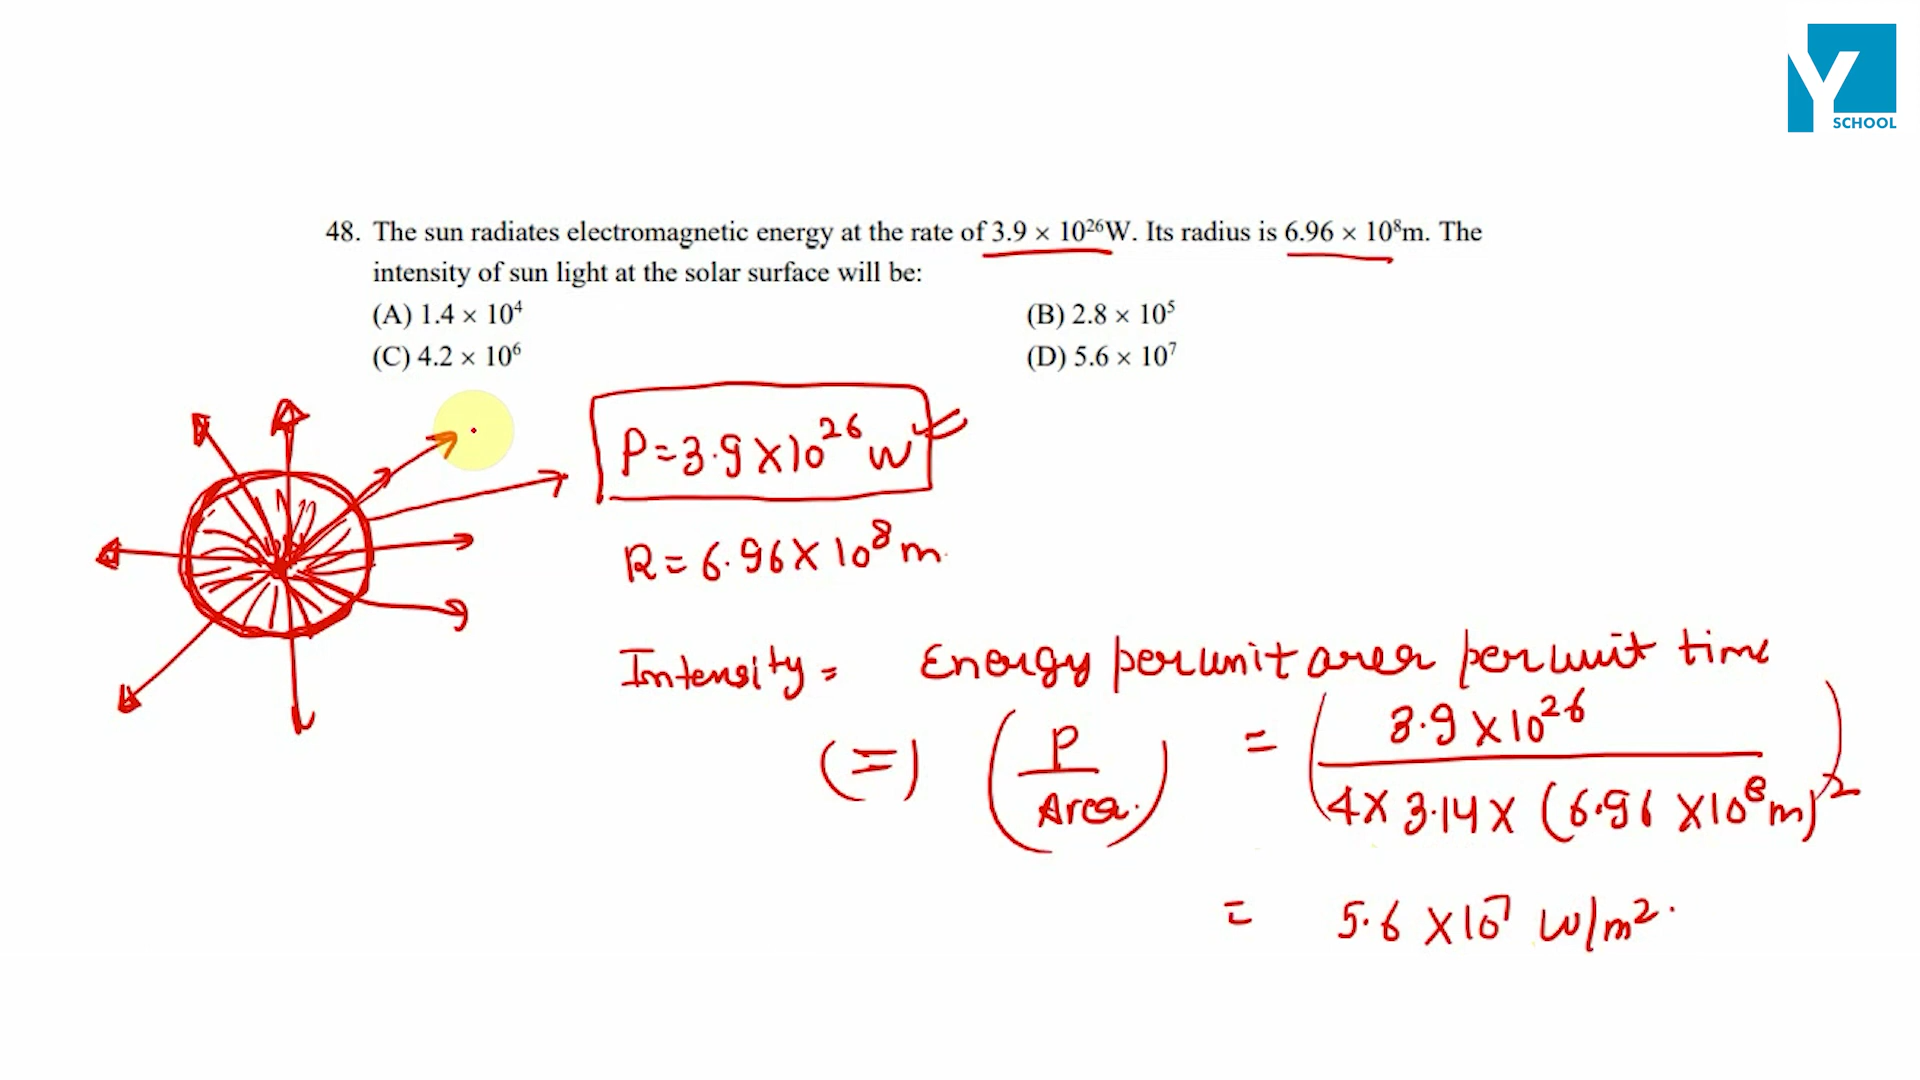 Y
SCHOOL
48. The sun radiates electromagnetic energy at the rate of 3.9 × 10²⁶W. Its radius is 6.96 × 10⁸m. The
intensity of sun light at the solar surface will be:
(A) 1.4 × 10⁴ (B) 2.8 × 10⁵
(C) 4.2 × 10⁶ (D) 5.6 × 10⁷
P=3.9×10²⁶ W
R=6.96×10⁸ m.
Intensity = Energy per unit area per unit time
(=) (P/Area.) = (3.9×10²⁶ / 4×3.14×(6.96×10⁸m)²)
= 5.6×10⁷ W/m².